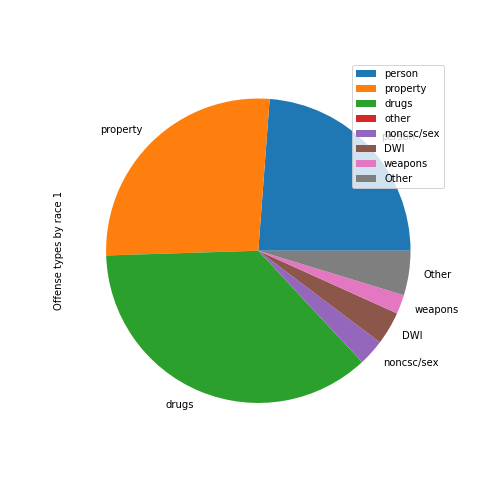 person
property
drugs
other
noncsc/sex
DWI
weapons
Other
property
Offense types by race 1
Other
weapons
DWI
noncsc/sex
drugs